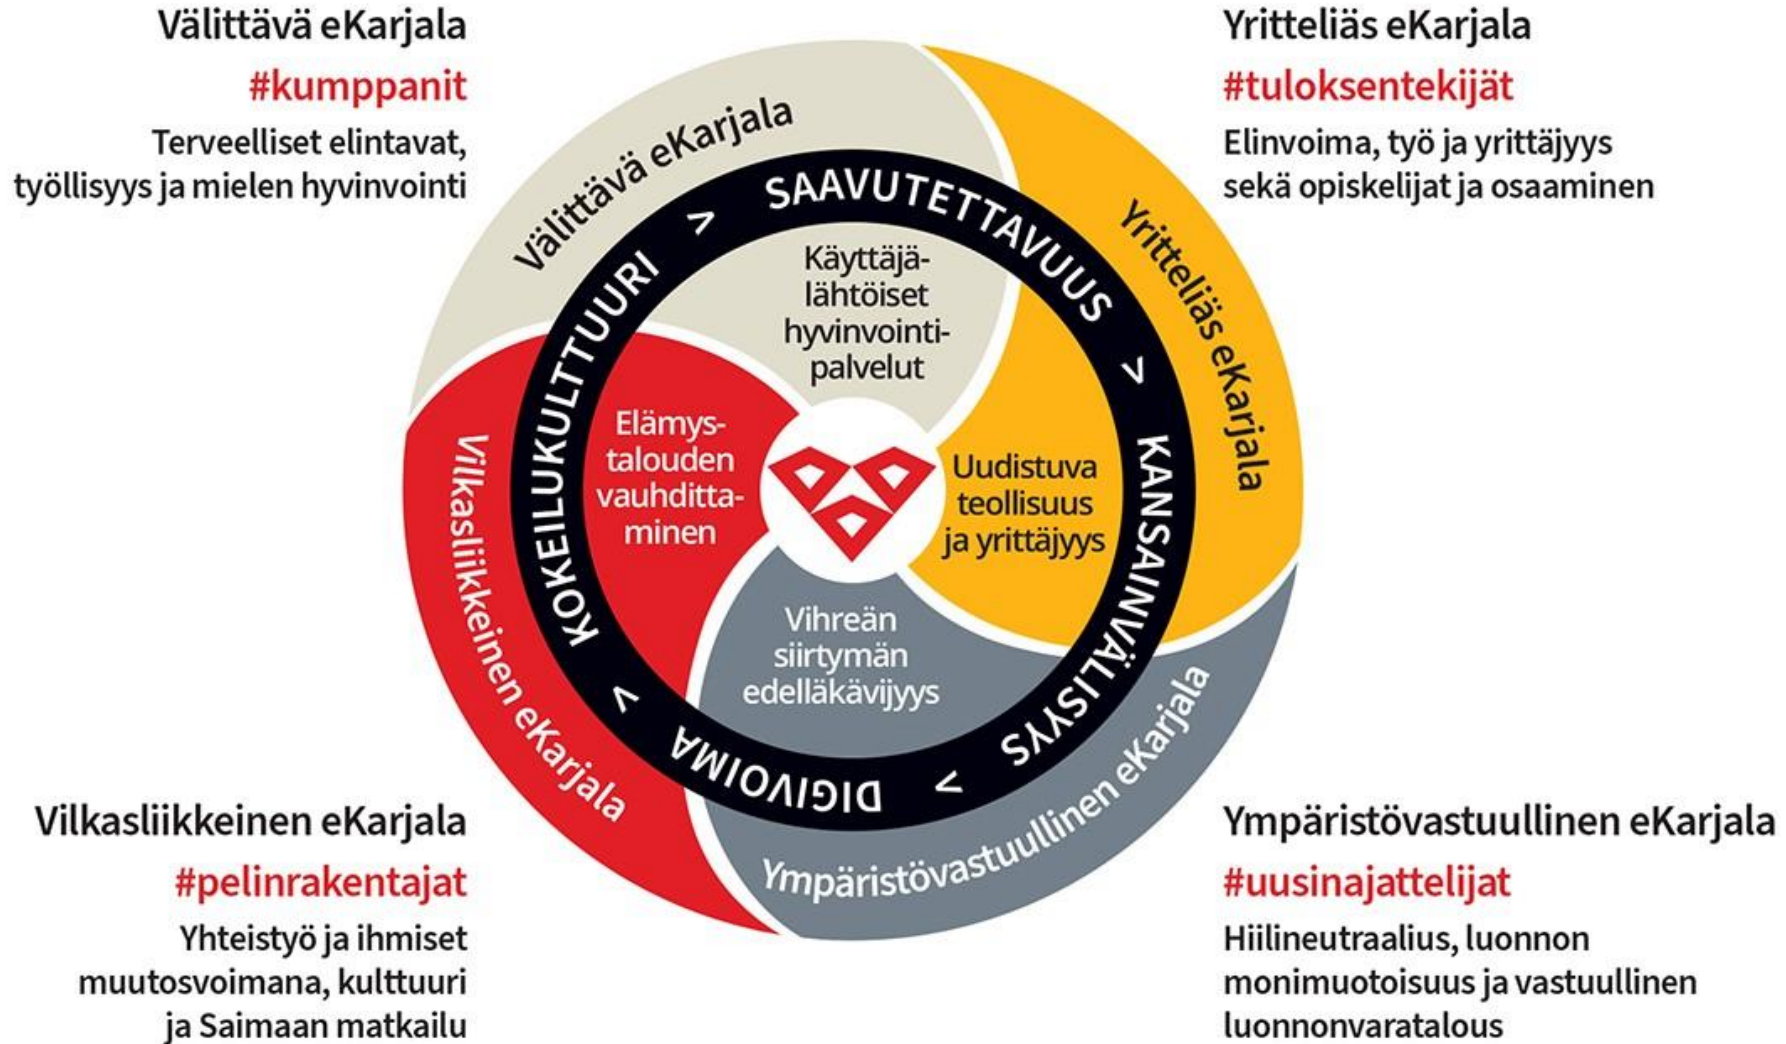 Välittävä eKarjala
#kumppanit
Terveelliset elintavat,
työllisyys ja mielen hyvinvointi
Yritteliäs eKarjala
#tuloksentekijät
Elinvoima, työ ja yrittäjyys
sekä opiskelijat ja osaaminen
Välittävä eKarjala
Yritteliäs eKarjala
Ympäristövastuullinen eKarjala
Vilkasliikkeinen eKarjala
SAAVUTETTAVUUS > KANSAINVÄLISYYS > DIGIVOIMA > KOKEILUKULTTUURI >
Käyttäjä-
lähtöiset
hyvinvointi-
palvelut
Elämys-
talouden
vauhditta-
minen
Uudistuva
teollisuus
ja yrittäjyys
Vihreän
siirtymän
edelläkävijyys
Vilkasliikkeinen eKarjala
#pelinrakentajat
Yhteistyö ja ihmiset
muutosvoimana, kulttuuri
ja Saimaan matkailu
Ympäristövastuullinen eKarjala
#uusinajattelijat
Hiilineutraalius, luonnon
monimuotoisuus ja vastuullinen
luonnonvaratalous